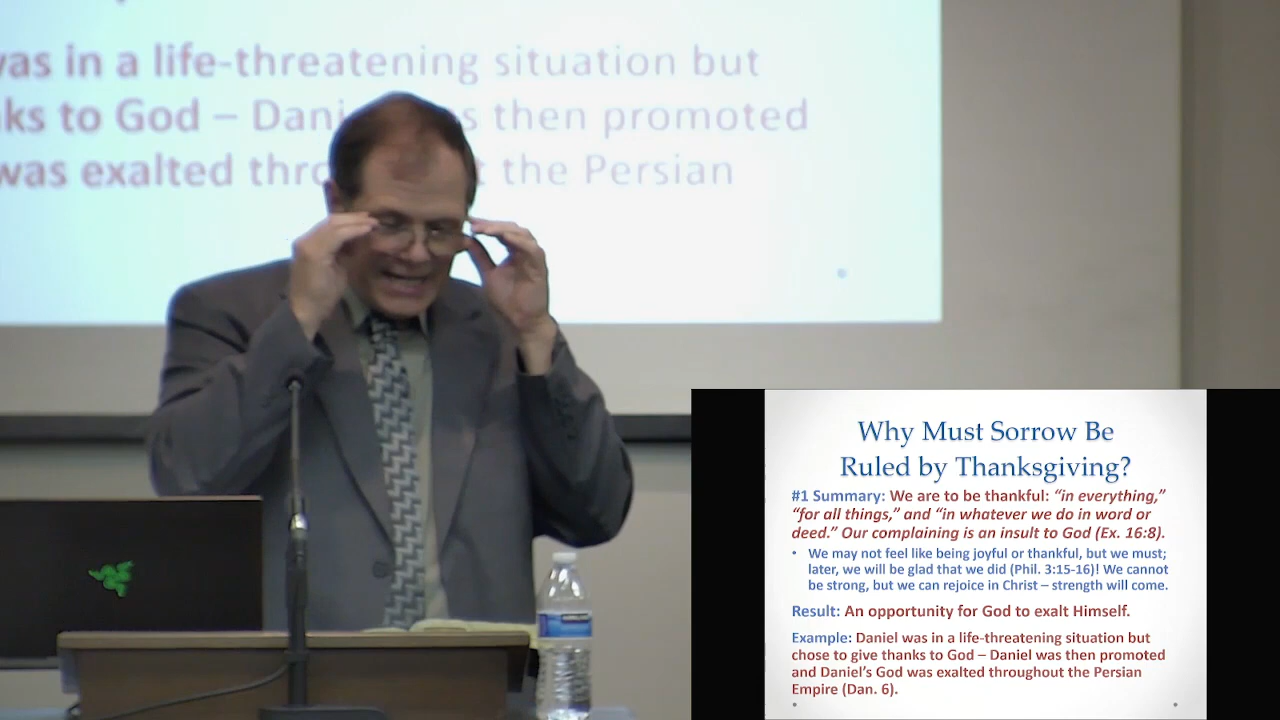 was in a life-threatening situation but
ks to God – Dani s then promoted
was exalted thro t the Persian
Why Must Sorrow Be
Ruled by Thanksgiving?
#1 Summary: We are to be thankful: “in everything,”
“for all things,” and “in whatever we do in word or
deed.” Our complaining is an insult to God (Ex. 16:8).
• We may not feel like being joyful or thankful, but we must;
later, we will be glad that we did (Phil. 3:15-16)! We cannot
be strong, but we can rejoice in Christ – strength will come.
Result: An opportunity for God to exalt Himself.
Example: Daniel was in a life-threatening situation but
chose to give thanks to God – Daniel was then promoted
and Daniel’s God was exalted throughout the Persian
Empire (Dan. 6).